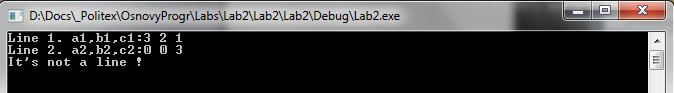 D:\Docs\_Politex\OsnovyProgr\Labs\Lab2\Lab2\Lab2\Debug\Lab2.exe
Line 1. a1,b1,c1:3 2 1
Line 2. a2,b2,c2:0 0 3
It's not a line !